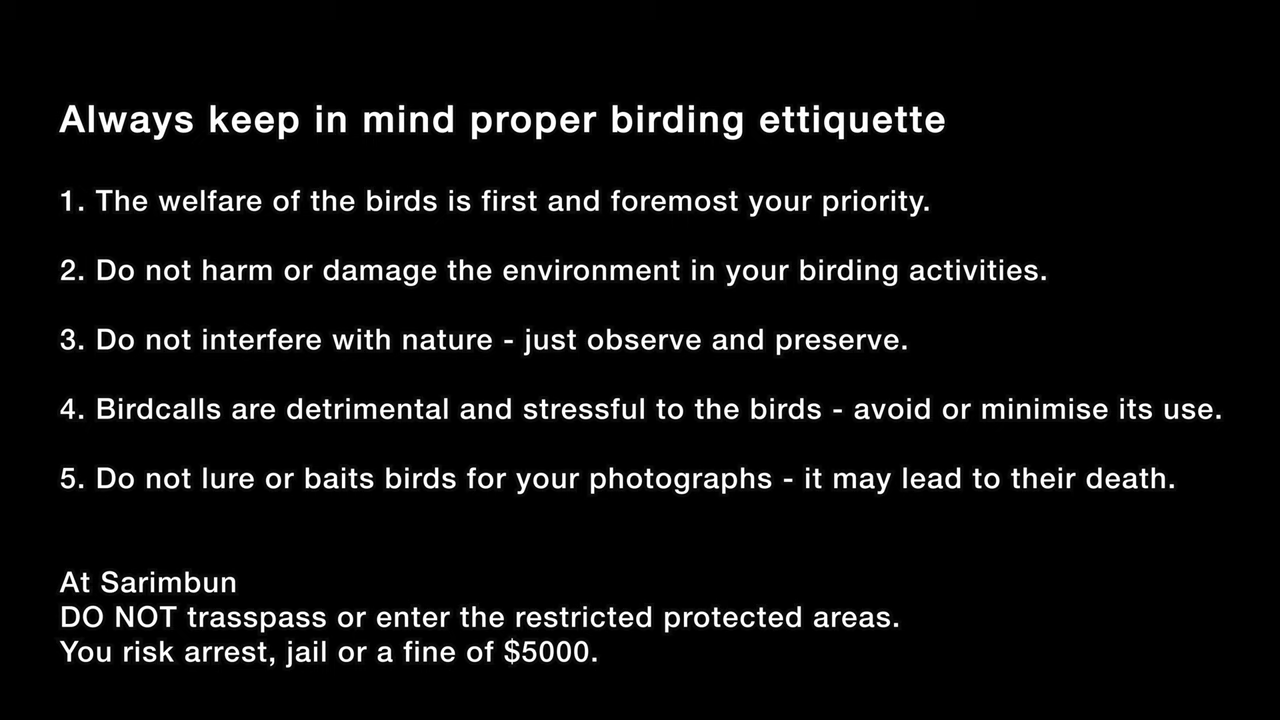 Always keep in mind proper birding ettiquette
1. The welfare of the birds is first and foremost your priority.
2. Do not harm or damage the environment in your birding activities.
3. Do not interfere with nature - just observe and preserve.
4. Birdcalls are detrimental and stressful to the birds - avoid or minimise its use.
5. Do not lure or baits birds for your photographs - it may lead to their death.
At Sarimbun
DO NOT trasspass or enter the restricted protected areas.
You risk arrest, jail or a fine of $5000.